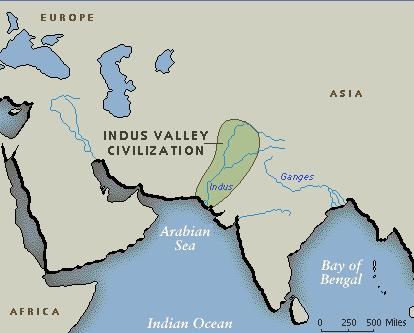 EUROPE
ASIA
INDUS VALLEY
CIVILIZATION
Indus
Ganges
Arabian
Sea
Bay of
Bengal
AFRICA
Indian Ocean
0 250 500 Miles